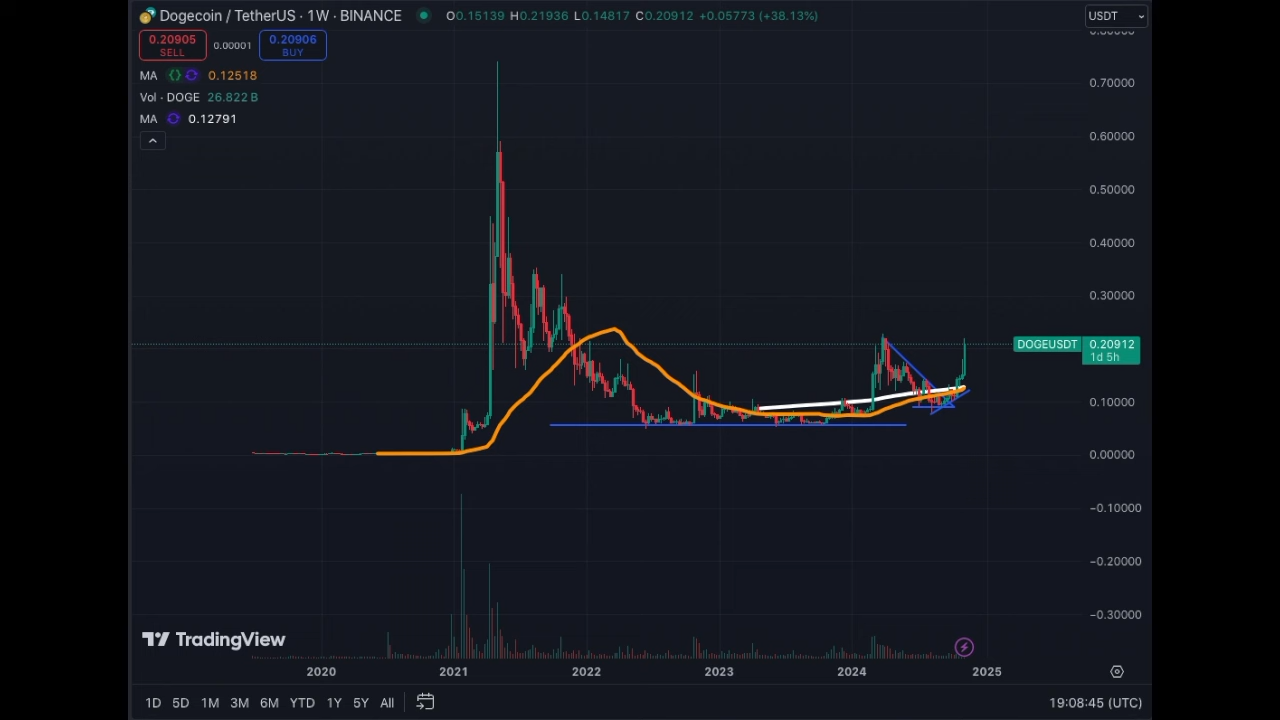 Dogecoin / TetherUS · 1W · BINANCE O0.15139 H0.21936 L0.14817 C0.20912 +0.05773 (+38.13%)
USDT
0.20905 0.00001 0.20906
SELL BUY
MA 0.12518
Vol · DOGE 26.822 B
MA 0.12791
0.70000
0.60000
0.50000
0.40000
0.30000
DOGEUSDT 0.20912
1d 5h
0.10000
0.00000
−0.10000
−0.20000
−0.30000
TradingView
2020 2021 2022 2023 2024 2025
1D 5D 1M 3M 6M YTD 1Y 5Y All 19:08:45 (UTC)